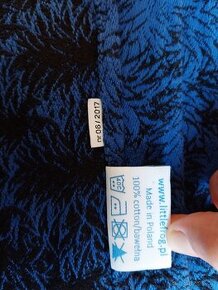 nr 08/2017
www.littlefrog.pl
Made in Poland
100% cotton/bawełna